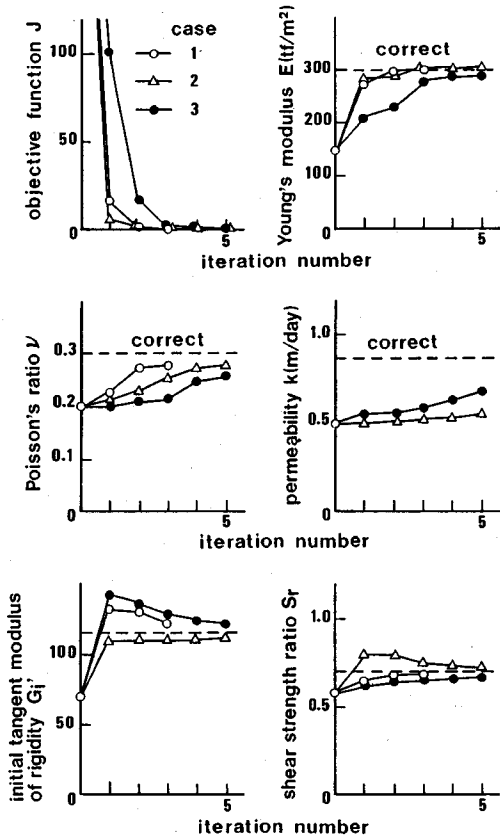 objective function J
100
50
0
case
1
2
3
5
iteration number
Young's modulus E(tf/m²)
300
200
100
0
correct
5
Poisson's ratio ν
0.3
0.2
0.1
0
correct
5
iteration number
permeability k(m/day)
1.0
0.5
0
correct
5
initial tangent modulus
of rigidity Gi'
100
50
0
5
iteration number
shear strength ratio Sr
1.0
0.5
0
5